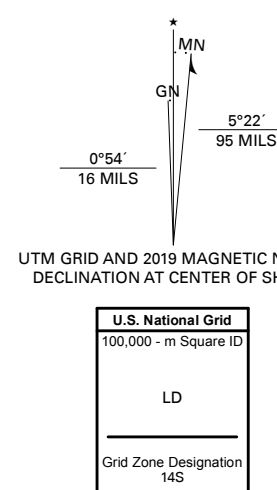 ★
MN
GN
5°22´
95 MILS
0°54´
16 MILS
UTM GRID AND 2019 MAGNETIC
DECLINATION AT CENTER OF
U.S. National Grid
100,000 - m Square ID
LD
Grid Zone Designation
14S